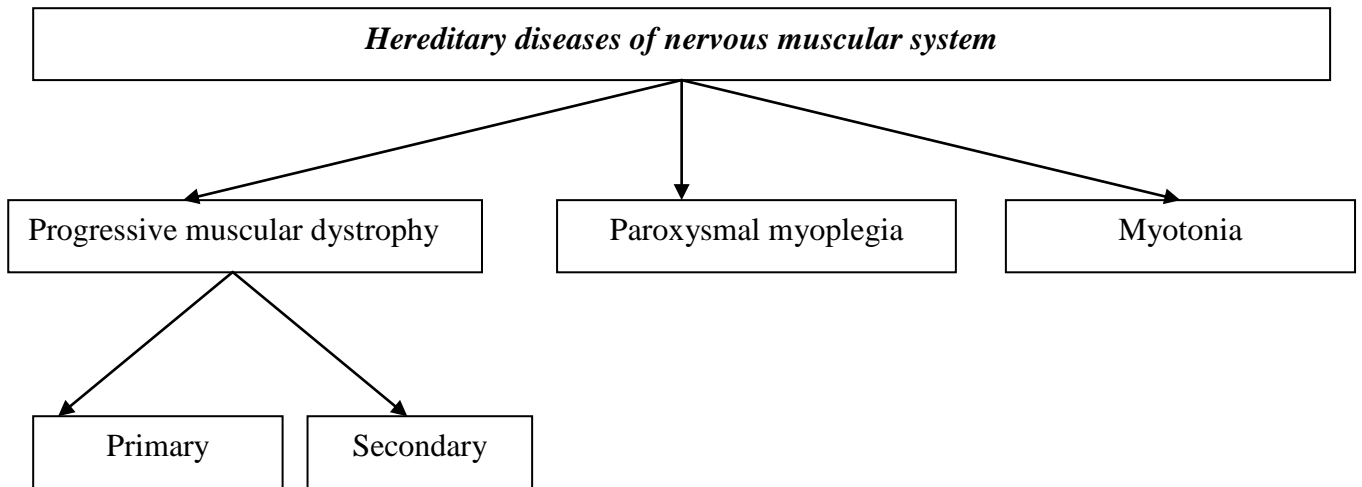 Hereditary diseases of nervous muscular system
Progressive muscular dystrophy
Paroxysmal myoplegia
Myotonia
Primary
Secondary